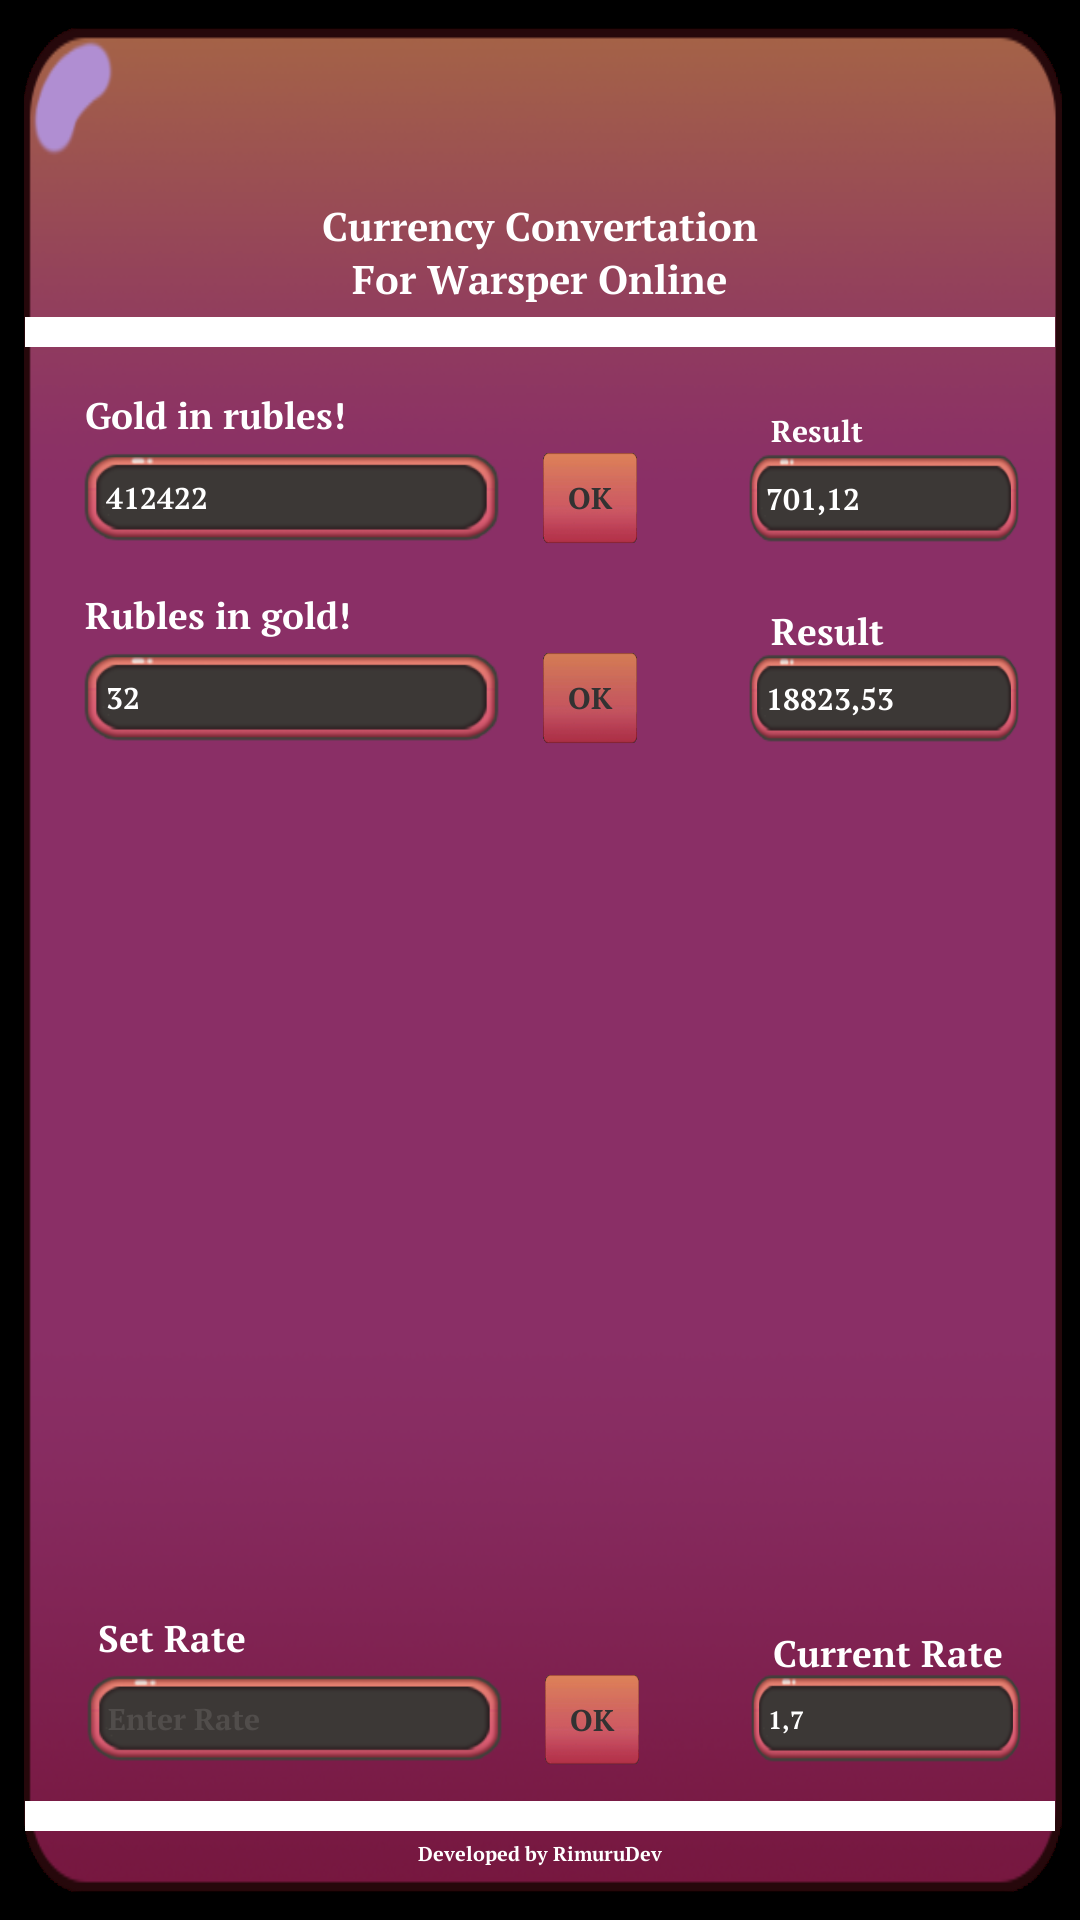 Currency Convertation
For Warsper Online
Gold in rubles!
Result
412422
OK
701,12
Rubles in gold!
Result
32
OK
18823,53
Set Rate
Current Rate
Enter Rate
OK
1,7
Developed by RimuruDev